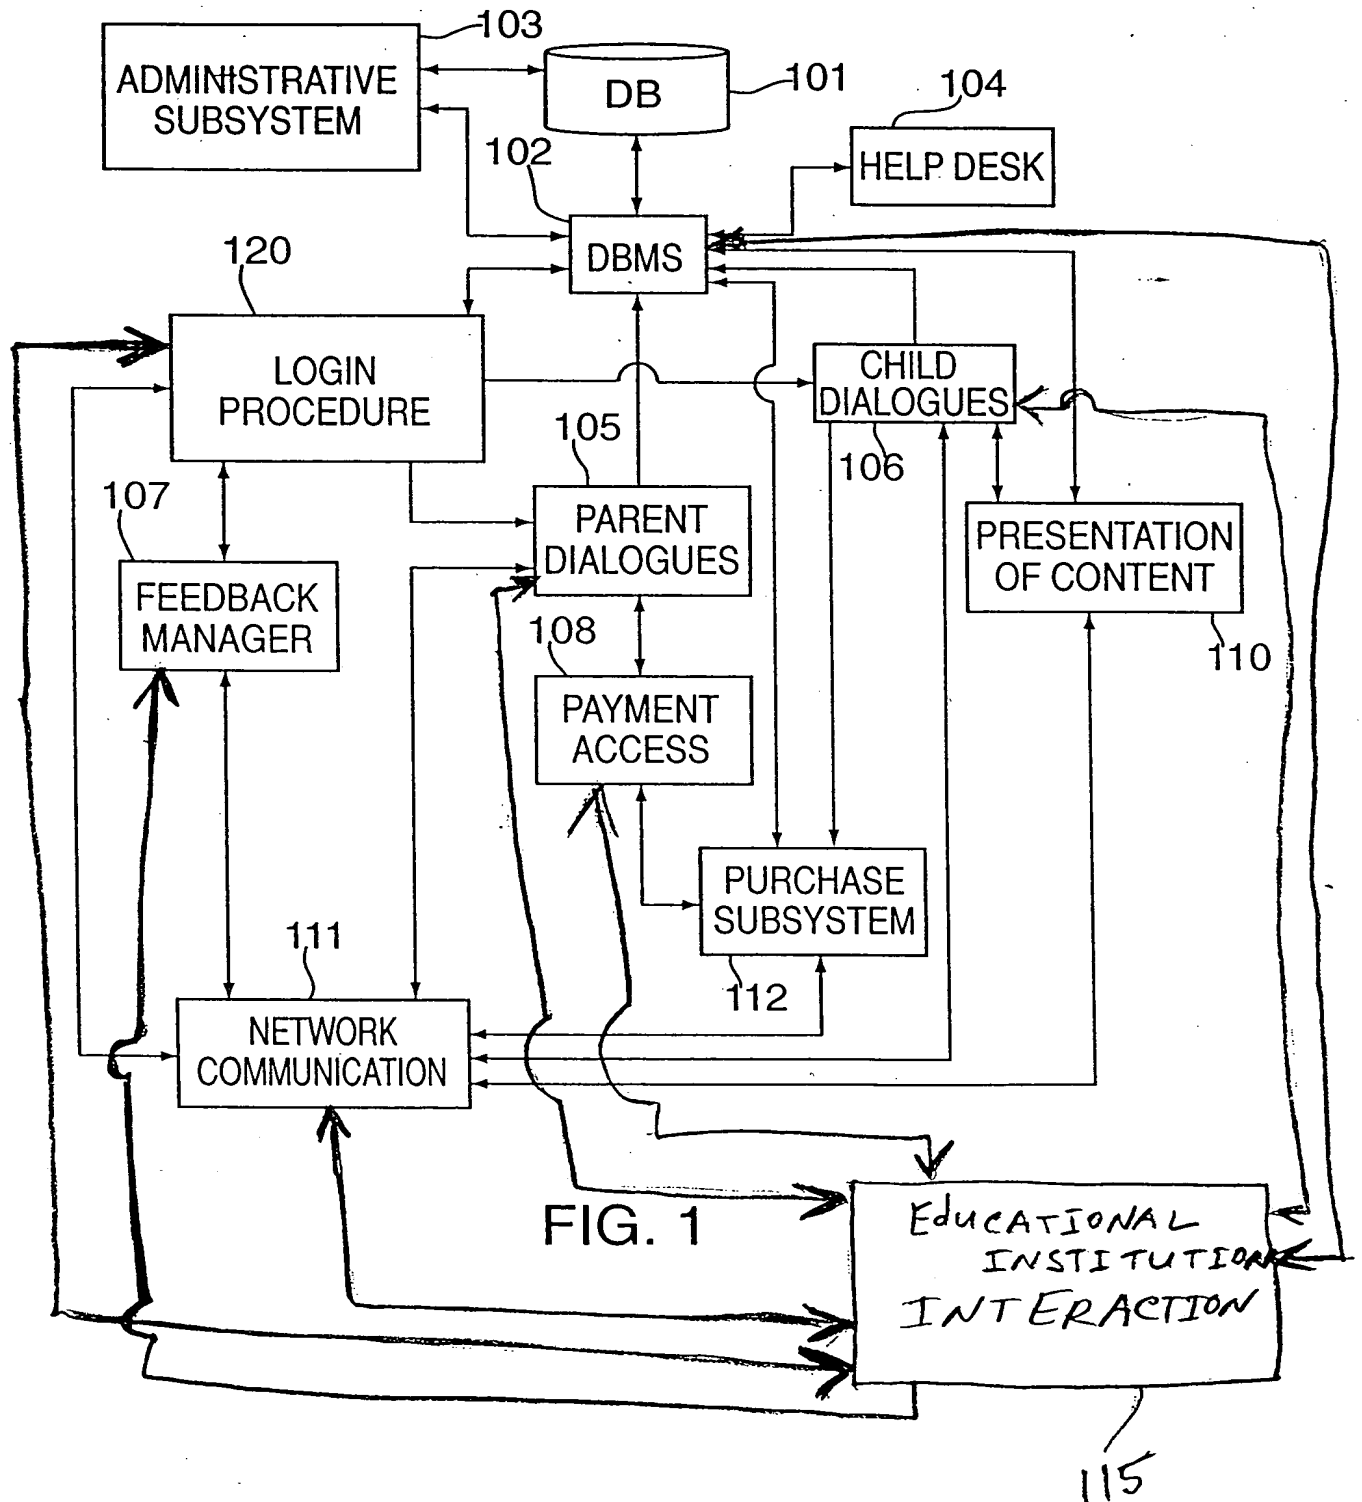 103
ADMINISTRATIVE
SUBSYSTEM
DB
101
104
HELP DESK
102
DBMS
120
LOGIN
PROCEDURE
CHILD
DIALOGUES
106
105
PARENT
DIALOGUES
107
FEEDBACK
MANAGER
PRESENTATION
OF CONTENT
110
108
PAYMENT
ACCESS
PURCHASE
SUBSYSTEM
112
111
NETWORK
COMMUNICATION
FIG. 1
EDUCATIONAL
INSTITUTION
INTERACTION
115